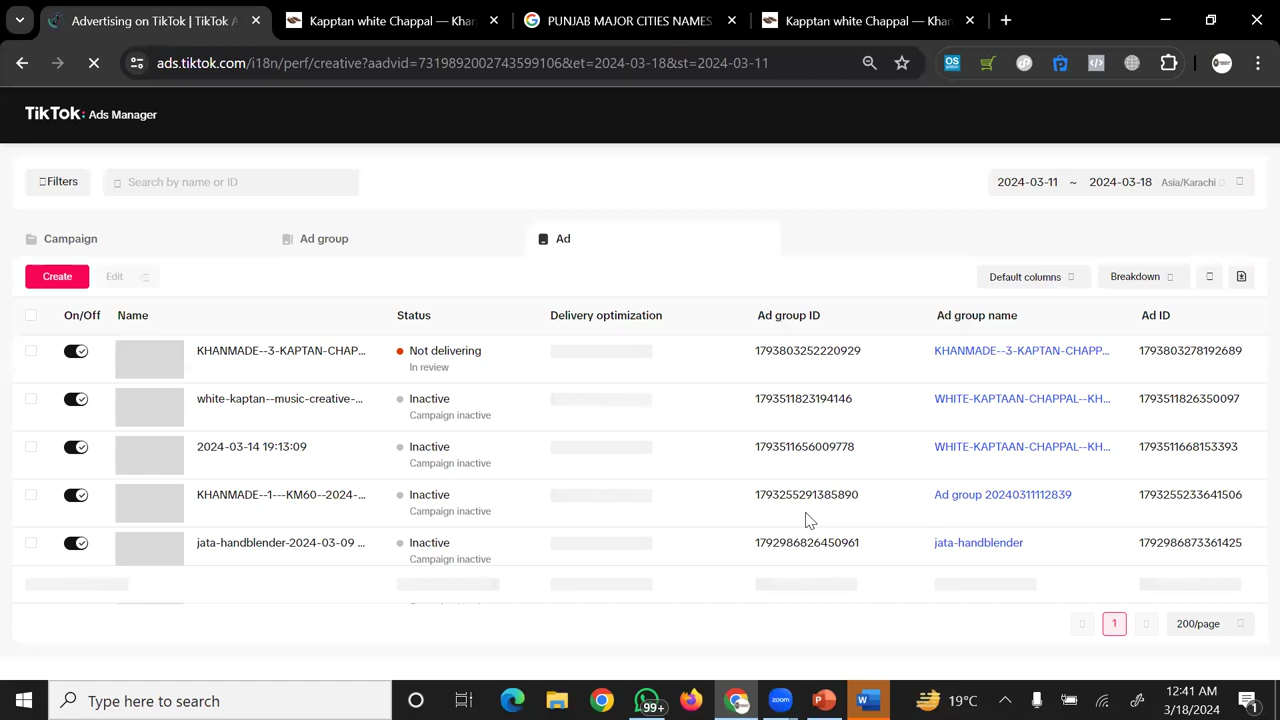 Advertising on TikTok | TikTok A
Kapptan white Chappal — Khan
PUNJAB MAJOR CITIES NAMES
Kapptan white Chappal — Khan
ads.tiktok.com/i18n/perf/creative?aadvid=7319892002743599106&et=2024-03-18&st=2024-03-11
TikTok: Ads Manager
Filters
Search by name or ID
2024-03-11 ~ 2024-03-18 Asia/Karachi
Campaign
Ad group
Ad
Create
Edit
Default columns
Breakdown
On/Off Name Status Delivery optimization Ad group ID Ad group name Ad ID
KHANMADE--3-KAPTAN-CHAP... Not delivering 1793803252220929 KHANMADE--3-KAPTAN-CHAPP... 1793803278192689
In review
white-kaptan--music-creative-... Inactive 1793511823194146 WHITE-KAPTAAN-CHAPPAL--KH... 1793511826350097
Campaign inactive
2024-03-14 19:13:09 Inactive 1793511656009778 WHITE-KAPTAAN-CHAPPAL--KH... 1793511668153393
Campaign inactive
KHANMADE--1---KM60--2024-... Inactive 1793255291385890 Ad group 20240311112839 1793255233641506
Campaign inactive
jata-handblender-2024-03-09 ... Inactive 1792986826450961 jata-handblender 1792986873361425
Campaign inactive
1
200/page
Type here to search
99+
19°C
12:41 AM
3/18/2024
1